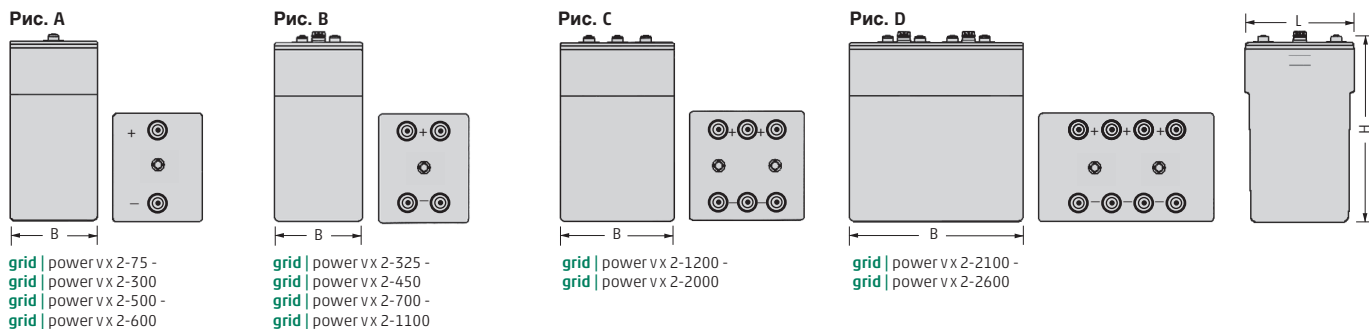 Рис. A
Рис. B
Рис. C
Рис. D
L
+
–
+
–
+ +
– –
+ + +
– – –
H
B
B
B
B
grid | power v x 2-75 -
grid | power v x 2-300
grid | power v x 2-500 -
grid | power v x 2-600
grid | power v x 2-325 -
grid | power v x 2-450
grid | power v x 2-700 -
grid | power v x 2-1100
grid | power v x 2-1200 -
grid | power v x 2-2000
grid | power v x 2-2100 -
grid | power v x 2-2600